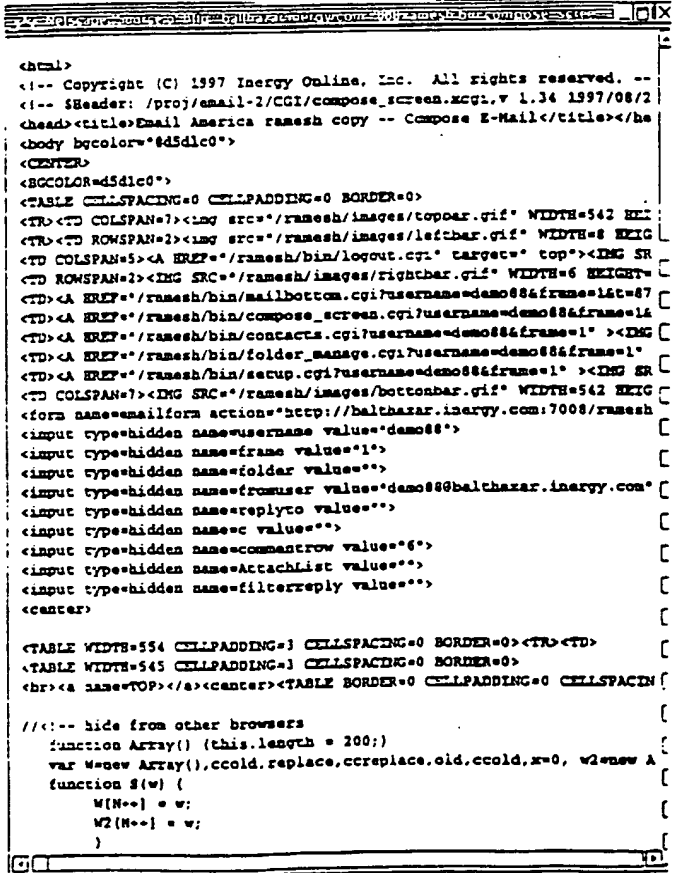 <html>
<!-- Copyright (C) 1997 Inergy Online, Inc. All rights reserved. --
<!-- $Header: /proj/email-2/CGI/compose_screen.xcgi,v 1.34 1997/08/2
<head><title>Email America ramesh copy -- Compose E-Mail</title></he
<body bgcolor="#d5d1c0">
<CENTER>
<BGCOLOR=d5d1c0">
<TABLE CELLSPACING=0 CELLPADDING=0 BORDER=0>
<TR><TD COLSPAN=7><img src="/ramesh/images/topbar.gif" WIDTH=542 HEI
<TR><TD ROWSPAN=2><img src="/ramesh/images/leftbar.gif" WIDTH=8 HEIG
<TD COLSPAN=5><A HREF="/ramesh/bin/logout.cgi" target="_top"><IMG SR
<TD ROWSPAN=2><IMG SRC="/ramesh/images/rightbar.gif" WIDTH=6 HEIGHT=
<TD><A HREF="/ramesh/bin/mailbottom.cgi?username=demo88&frame=1&t=87
<TD><A HREF="/ramesh/bin/compose_screen.cgi?username=demo88&frame=1&
<TD><A HREF="/ramesh/bin/contacts.cgi?username=demo88&frame=1" ><IMG
<TD><A HREF="/ramesh/bin/folder_manage.cgi?username=demo88&frame=1"
<TD><A HREF="/ramesh/bin/setup.cgi?username=demo88&frame=1" ><IMG SR
<TD COLSPAN=7><IMG SRC="/ramesh/images/bottombar.gif" WIDTH=542 HEIG
<form name=emailform action="http://balthazar.inergy.com:7008/ramesh
<input type=hidden name=username value="demo88">
<input type=hidden name=frame value="1">
<input type=hidden name=folder value="">
<input type=hidden name=fromuser value="demo88@balthazar.inergy.com"
<input type=hidden name=replyto value="">
<input type=hidden name=c value="">
<input type=hidden name=commentrow value="6">
<input type=hidden name=AttachList value="">
<input type=hidden name=filterreply value="">
<center>
<TABLE WIDTH=554 CELLPADDING=3 CELLSPACING=0 BORDER=0><TR><TD>
<TABLE WIDTH=545 CELLPADDING=3 CELLSPACING=0 BORDER=0>
<br><a name=TOP></a><center><TABLE BORDER=0 CELLPADDING=0 CELLSPACIN
//<!-- hide from other browsers
function Array() {this.length = 200;}
var W=new Array(),ccold,replace,ccreplace,old,ccold,x=0, w2=new A
function S(w) {
W[N++] = w;
W2[N++] = w;
}